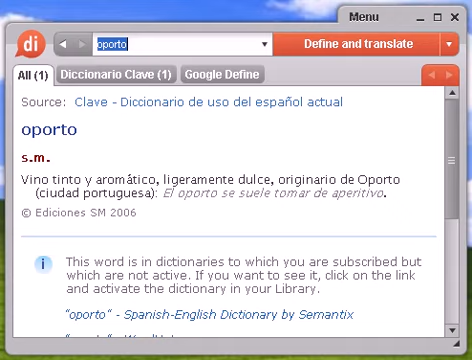 Menu
di
oporto
Define and translate
All (1)
Diccionario Clave (1)
Google Define
Source: Clave - Diccionario de uso del español actual
oporto
s.m.
Vino tinto y aromático, ligeramente dulce, originario de Oporto
(ciudad portuguesa): El oporto se suele tomar de aperitivo.
© Ediciones SM 2006
i
This word is in dictionaries to which you are subscribed but
which are not active. If you want to see it, click on the link
and activate the dictionary in your Library.
"oporto" - Spanish-English Dictionary by Semantix